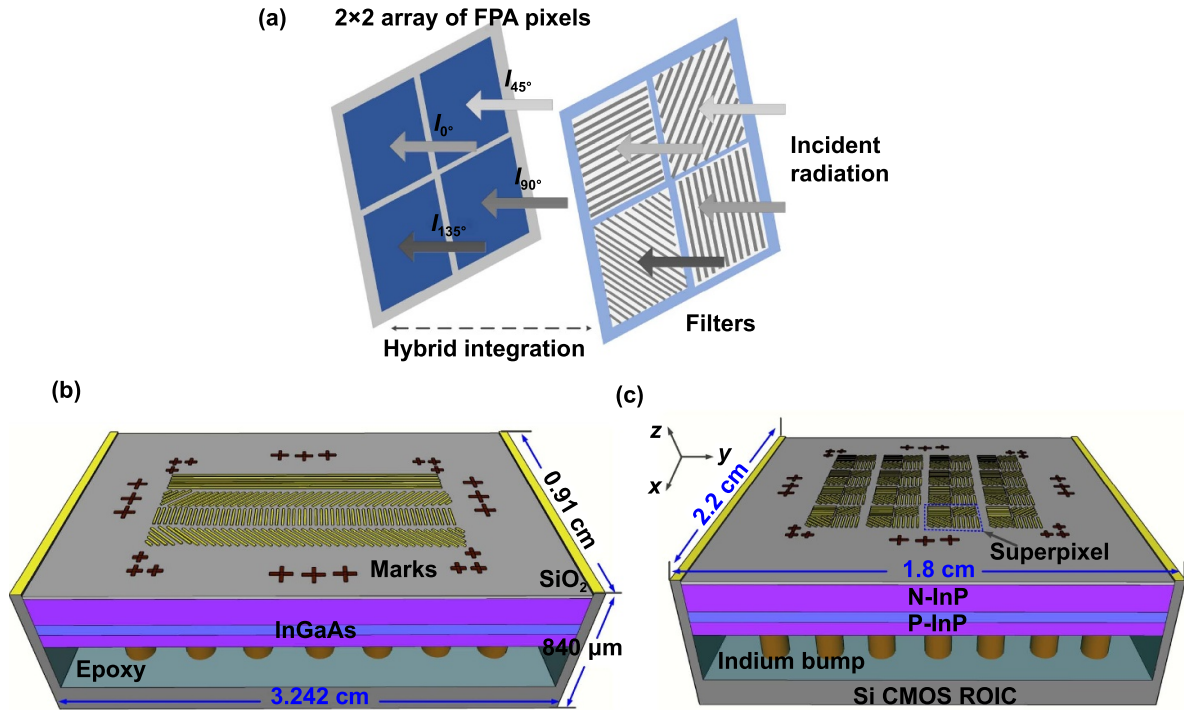 (a) 2×2 array of FPA pixels
I45°
I0°
I90°
I135°
Incident
radiation
Filters
Hybrid integration
(b)
Marks
SiO2
InGaAs
Epoxy
0.91 cm
840 μm
3.242 cm
(c)
z
y
x
2.2 cm
Superpixel
1.8 cm
N-InP
P-InP
Indium bump
Si CMOS ROIC